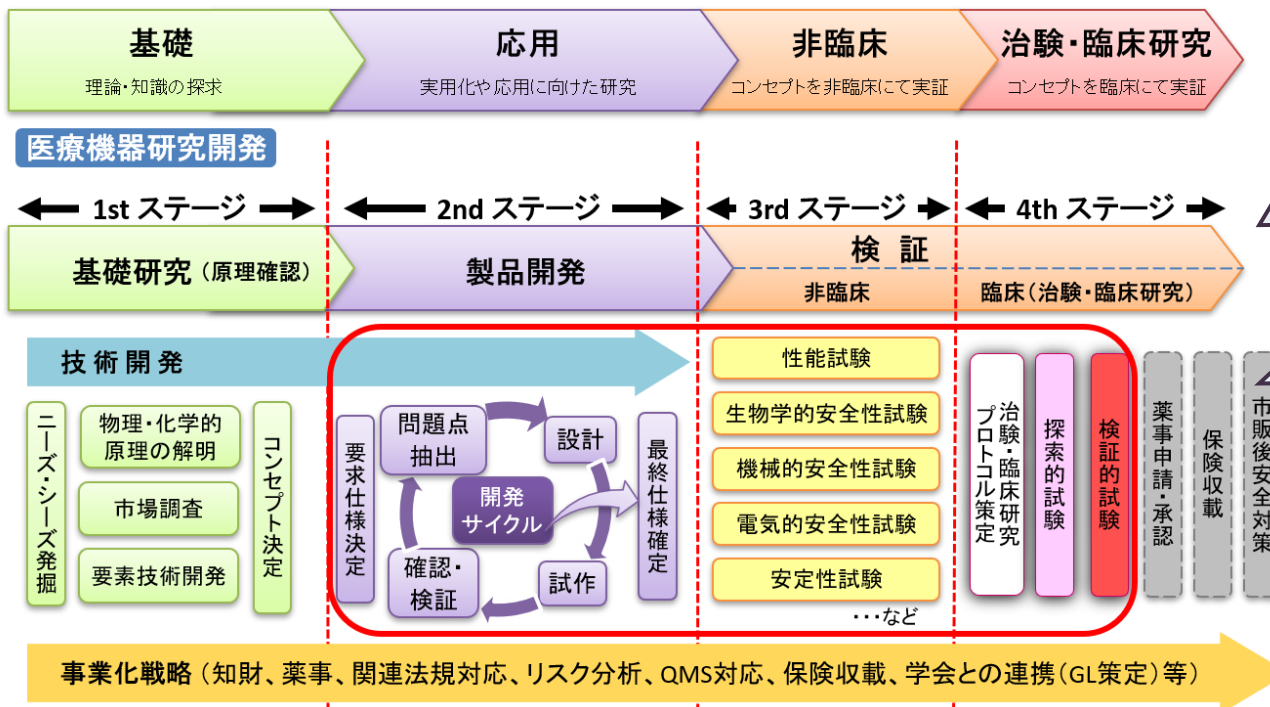 基礎
理論・知識の探求
応用
実用化や応用に向けた研究
非臨床
コンセプトを非臨床にて実証
治験・臨床研究
コンセプトを臨床にて実証
医療機器研究開発
1st ステージ
2nd ステージ
3rd ステージ
4th ステージ
基礎研究（原理確認）
製品開発
検 証
非臨床
臨床（治験・臨床研究）
技 術 開 発
ニーズ・シーズ発掘
物理・化学的
原理の解明
市場調査
要素技術開発
コンセプト決定
要求仕様決定
問題点
抽出
設計
開発
サイクル
確認・
検証
試作
最終仕様確定
性能試験
生物学的安全性試験
機械的安全性試験
電気的安全性試験
安定性試験
・・・など
治験・臨床研究
プロトコル策定
探索的試験
検証的試験
薬事申請・承認
保険収載
市販後安全対策
事業化戦略（知財、薬事、関連法規対応、リスク分析、QMS対応、保険収載、学会との連携（GL策定）等）